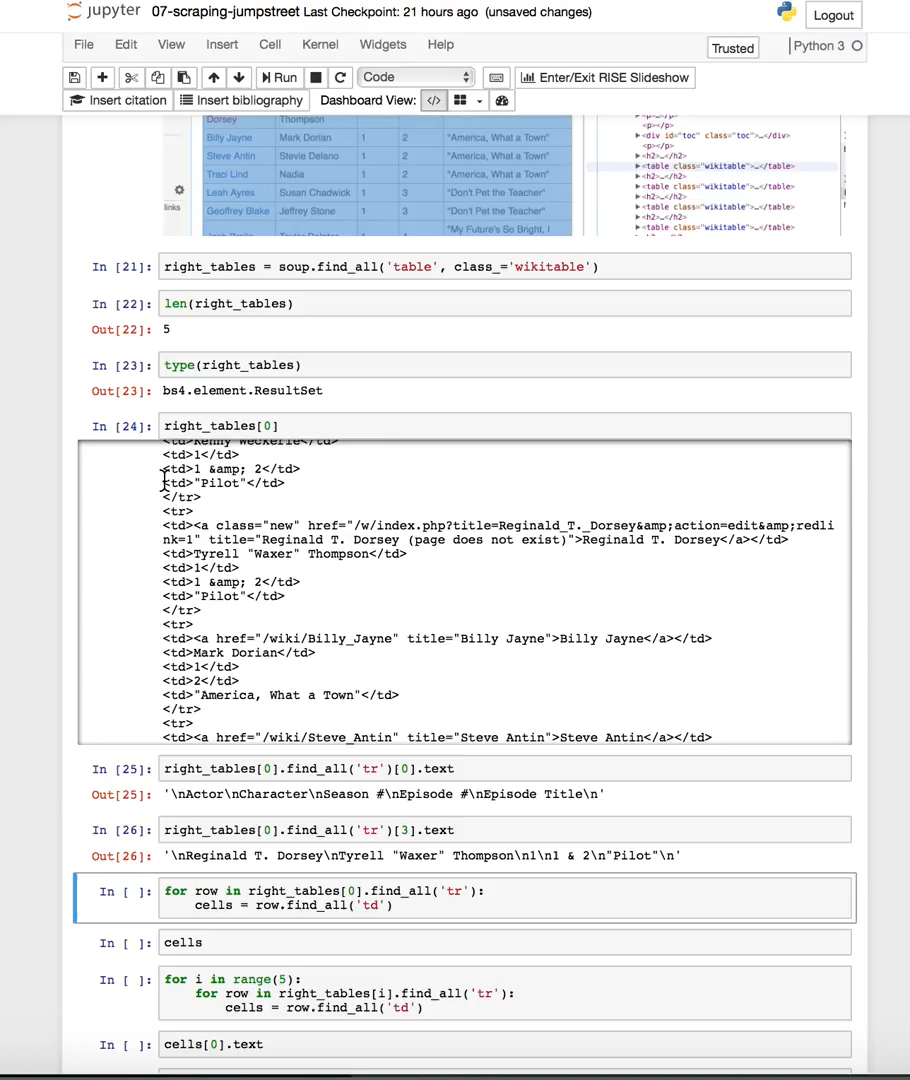 jupyter 07-scraping-jumpstreet Last Checkpoint: 21 hours ago (unsaved changes)
Logout
File Edit View Insert Cell Kernel Widgets Help
Trusted
Python 3
Run
Code
Enter/Exit RISE Slideshow
Insert citation
Insert bibliography
Dashboard View:
Dorsey Thompson
Billy Jayne Mark Dorian 1 2 "America, What a Town"
Steve Antin Stevie Delano 1 2 "America, What a Town"
Traci Lind Nadia 1 2 "America, What a Town"
Leah Ayres Susan Chadwick 1 3 "Don't Pet the Teacher"
Geoffrey Blake Jeffrey Stone 1 3 "Don't Pet the Teacher"
"My Future's So Bright, I
links
<p></p>
<div id="toc" class="toc">…</div>
<p></p>
<h2>…</h2>
<table class="wikitable">…</table>
<h2>…</h2>
<table class="wikitable">…</table>
<h2>…</h2>
<table class="wikitable">…</table>
<h2>…</h2>
<table class="wikitable">…</table>
In [21]: right_tables = soup.find_all('table', class_='wikitable')
In [22]: len(right_tables)
Out[22]: 5
In [23]: type(right_tables)
Out[23]: bs4.element.ResultSet
In [24]: right_tables[0]
<td>Kenny Weckerle</td>
<td>1</td>
<td>1 &amp; 2</td>
<td>"Pilot"</td>
</tr>
<tr>
<td><a class="new" href="/w/index.php?title=Reginald_T._Dorsey&amp;action=edit&amp;redli
nk=1" title="Reginald T. Dorsey (page does not exist)">Reginald T. Dorsey</a></td>
<td>Tyrell "Waxer" Thompson</td>
<td>1</td>
<td>1 &amp; 2</td>
<td>"Pilot"</td>
</tr>
<tr>
<td><a href="/wiki/Billy_Jayne" title="Billy Jayne">Billy Jayne</a></td>
<td>Mark Dorian</td>
<td>1</td>
<td>2</td>
<td>"America, What a Town"</td>
</tr>
<tr>
<td><a href="/wiki/Steve_Antin" title="Steve Antin">Steve Antin</a></td>
In [25]: right_tables[0].find_all('tr')[0].text
Out[25]: '\nActor\nCharacter\nSeason #\nEpisode #\nEpisode Title\n'
In [26]: right_tables[0].find_all('tr')[3].text
Out[26]: '\nReginald T. Dorsey\nTyrell "Waxer" Thompson\n1\n1 & 2\n"Pilot"\n'
In [ ]: for row in right_tables[0].find_all('tr'):
cells = row.find_all('td')
In [ ]: cells
In [ ]: for i in range(5):
for row in right_tables[i].find_all('tr'):
cells = row.find_all('td')
In [ ]: cells[0].text